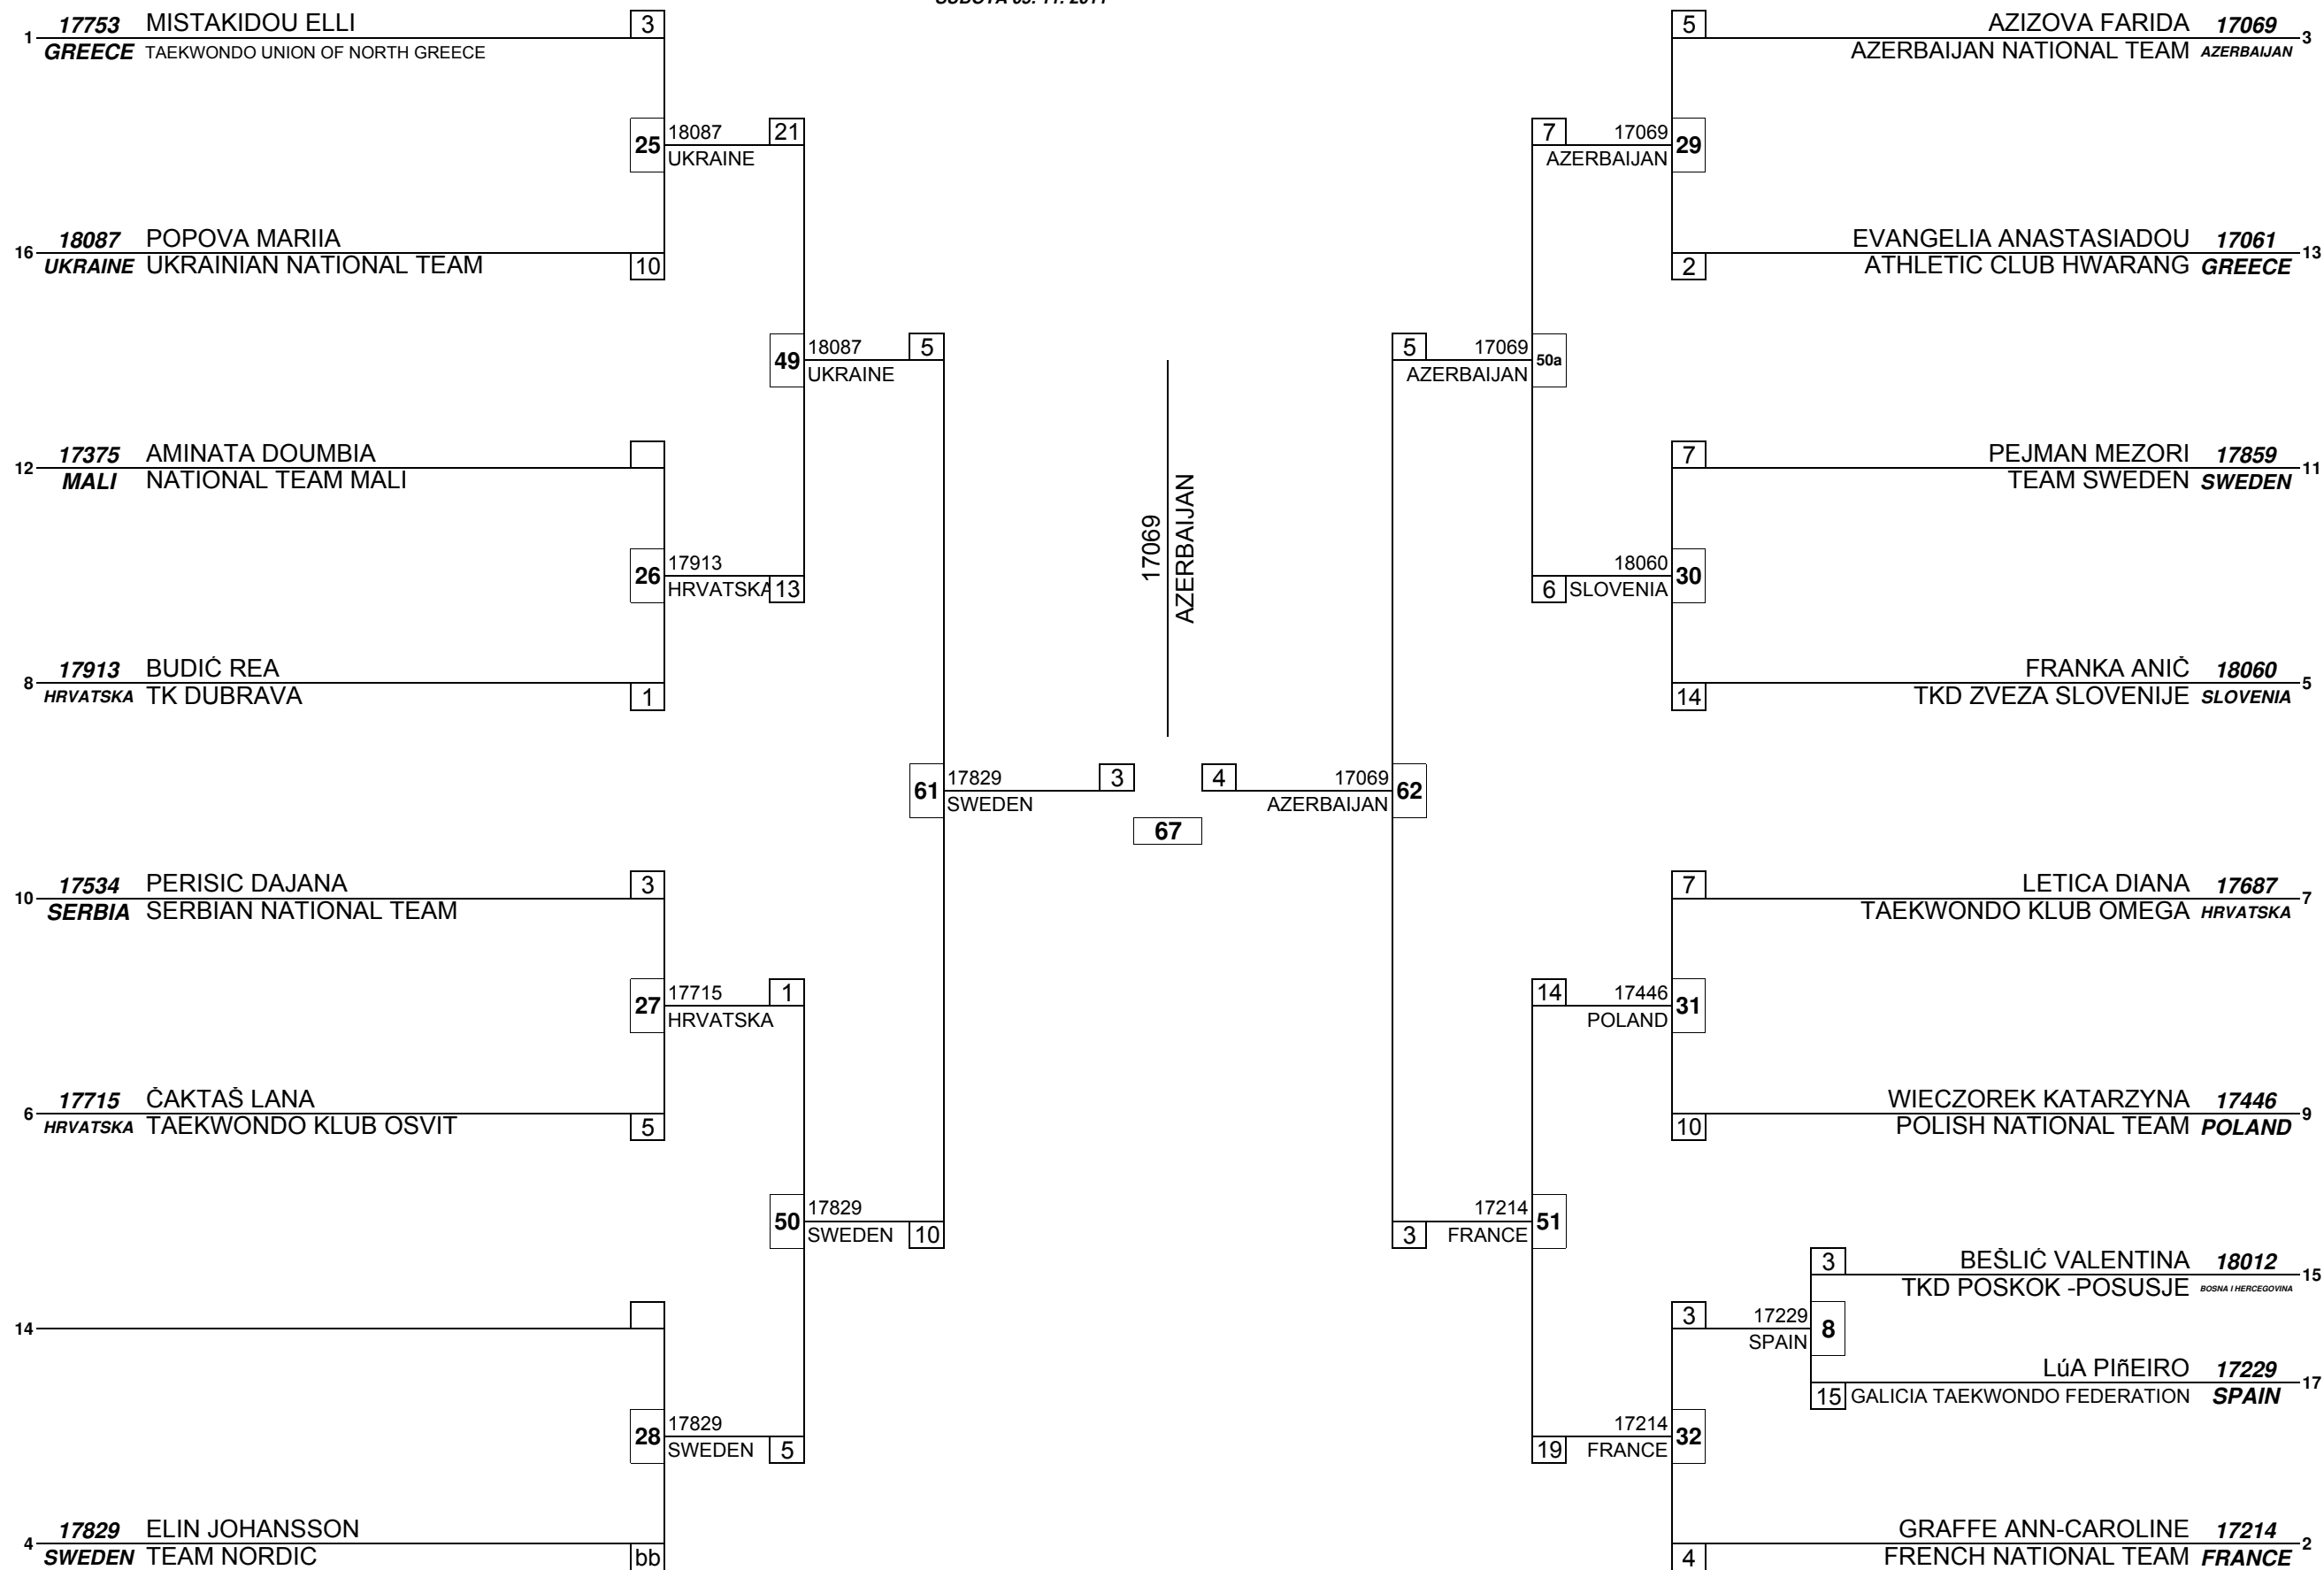 SUBOTA 05. 11. 2011
1 17753 MISTAKIDOU ELLI 3
GREECE TAEKWONDO UNION OF NORTH GREECE
25 18087 21
UKRAINE
16 18087 POPOVA MARIIA
UKRAINE UKRAINIAN NATIONAL TEAM 10
49 18087 5
UKRAINE
12 17375 AMINATA DOUMBIA
MALI NATIONAL TEAM MALI
26 17913
HRVATSKA 13
8 17913 BUDIĆ REA
HRVATSKA TK DUBRAVA 1
61 17829 3
SWEDEN
10 17534 PERISIC DAJANA 3
SERBIA SERBIAN NATIONAL TEAM
27 17715 1
HRVATSKA
6 17715 ČAKTAŠ LANA
HRVATSKA TAEKWONDO KLUB OSVIT 5
50 17829
SWEDEN 10
14
28 17829
SWEDEN 5
4 17829 ELIN JOHANSSON
SWEDEN TEAM NORDIC bb
17069
AZERBAIJAN
67
5 AZIZOVA FARIDA 17069 3
AZERBAIJAN NATIONAL TEAM AZERBAIJAN
7 17069 29
AZERBAIJAN
EVANGELIA ANASTASIADOU 17061 13
2 ATHLETIC CLUB HWARANG GREECE
5 17069 50a
AZERBAIJAN
7 PEJMAN MEZORI 17859 11
TEAM SWEDEN SWEDEN
18060 30
6 SLOVENIA
FRANKA ANIČ 18060 5
14 TKD ZVEZA SLOVENIJE SLOVENIA
4 17069 62
AZERBAIJAN
7 LETICA DIANA 17687 7
TAEKWONDO KLUB OMEGA HRVATSKA
14 17446 31
POLAND
WIECZOREK KATARZYNA 17446 9
10 POLISH NATIONAL TEAM POLAND
17214 51
3 FRANCE
3 BEŠLIĆ VALENTINA 18012 15
TKD POSKOK -POSUSJE BOSNA I HERCEGOVINA
3 17229 8
SPAIN
LúA PIñEIRO 17229 17
15 GALICIA TAEKWONDO FEDERATION SPAIN
17214 32
19 FRANCE
GRAFFE ANN-CAROLINE 17214 2
4 FRENCH NATIONAL TEAM FRANCE